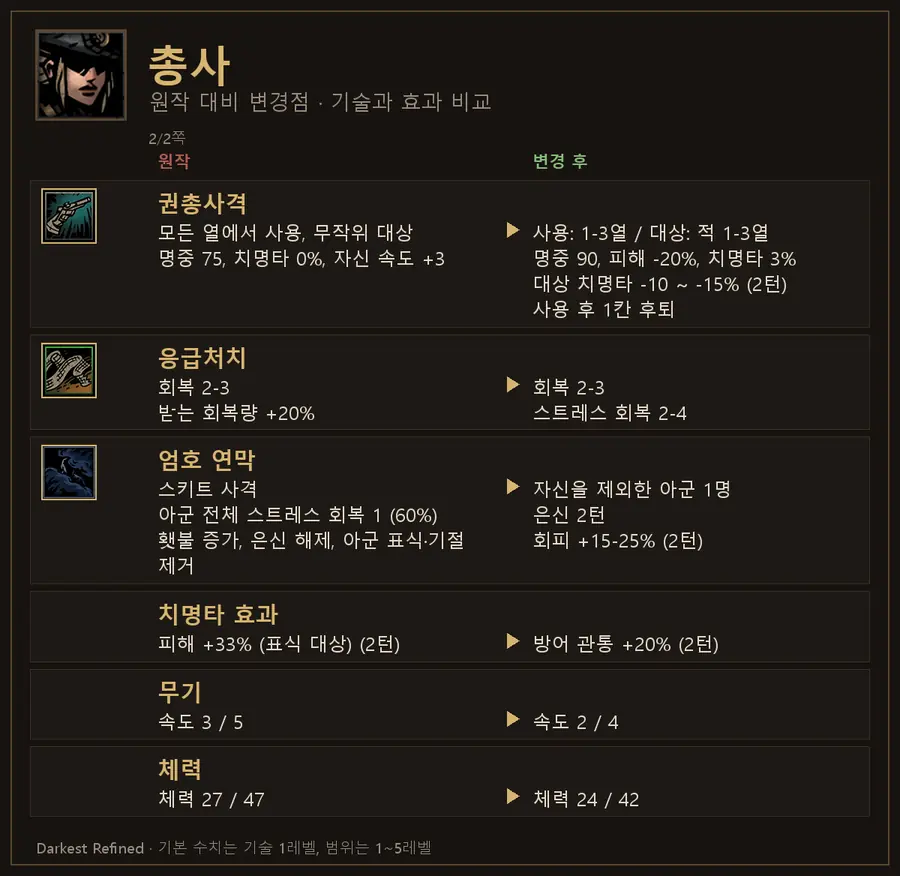 총사
원작 대비 변경점 · 기술과 효과 비교
2/2쪽
원작
변경 후
권총사격
모든 열에서 사용, 무작위 대상
명중 75, 치명타 0%, 자신 속도 +3
사용: 1-3열 / 대상: 적 1-3열
명중 90, 피해 -20%, 치명타 3%
대상 치명타 -10 ~ -15% (2턴)
사용 후 1칸 후퇴
응급처치
회복 2-3
받는 회복량 +20%
회복 2-3
스트레스 회복 2-4
엄호 연막
스키트 사격
아군 전체 스트레스 회복 1 (60%)
횃불 증가, 은신 해제, 아군 표식·기절
제거
자신을 제외한 아군 1명
은신 2턴
회피 +15-25% (2턴)
치명타 효과
피해 +33% (표식 대상) (2턴)
방어 관통 +20% (2턴)
무기
속도 3 / 5
속도 2 / 4
체력
체력 27 / 47
체력 24 / 42
Darkest Refined · 기본 수치는 기술 1레벨, 범위는 1~5레벨